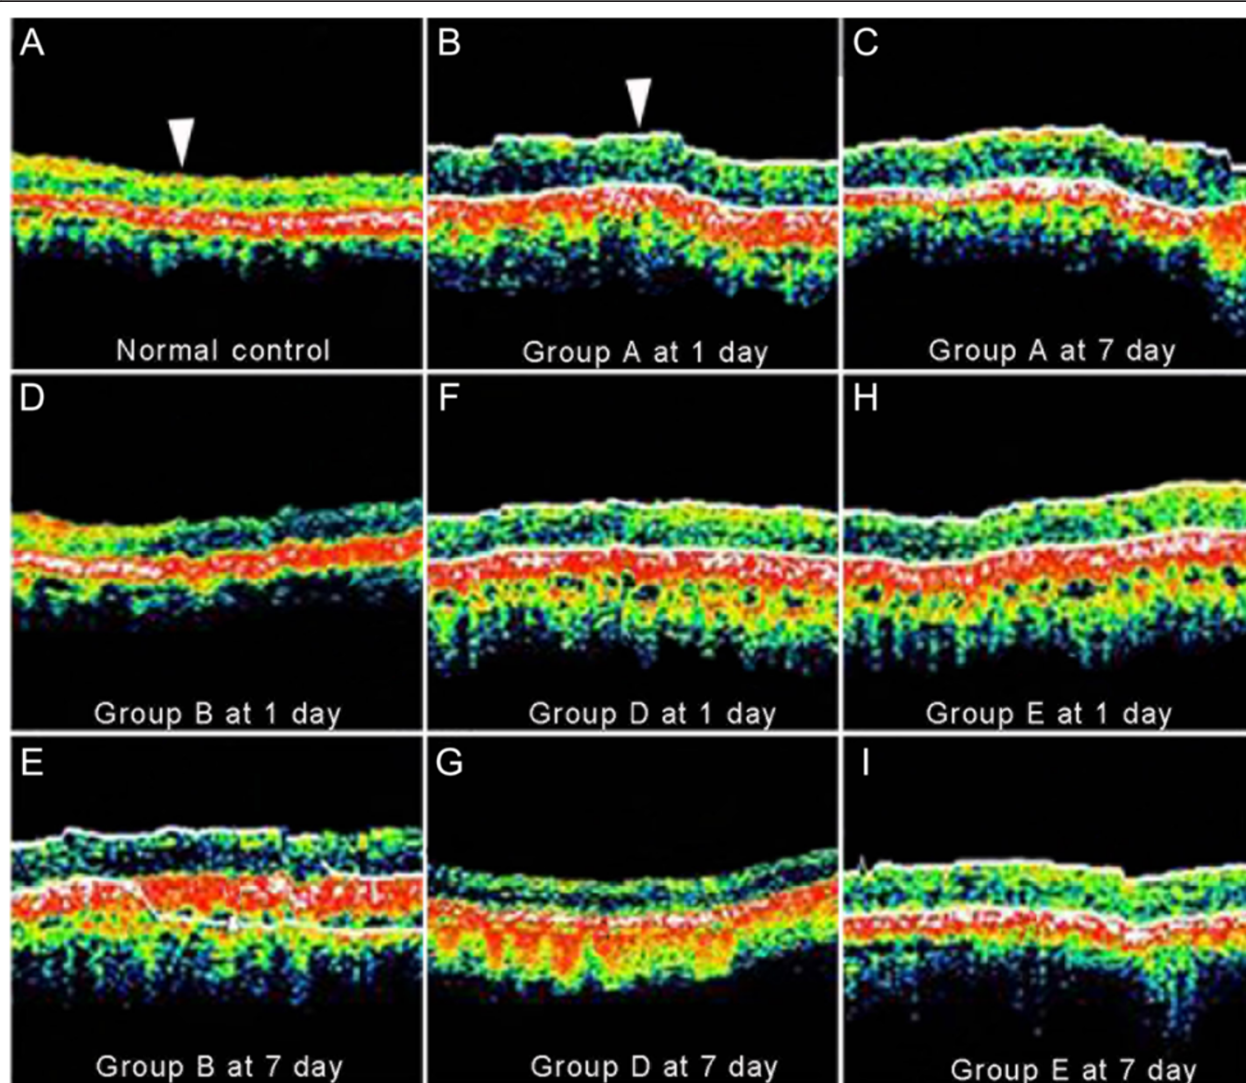 A
Normal control
B
Group A at 1 day
C
Group A at 7 day
D
Group B at 1 day
F
Group D at 1 day
H
Group E at 1 day
E
Group B at 7 day
G
Group D at 7 day
I
Group E at 7 day